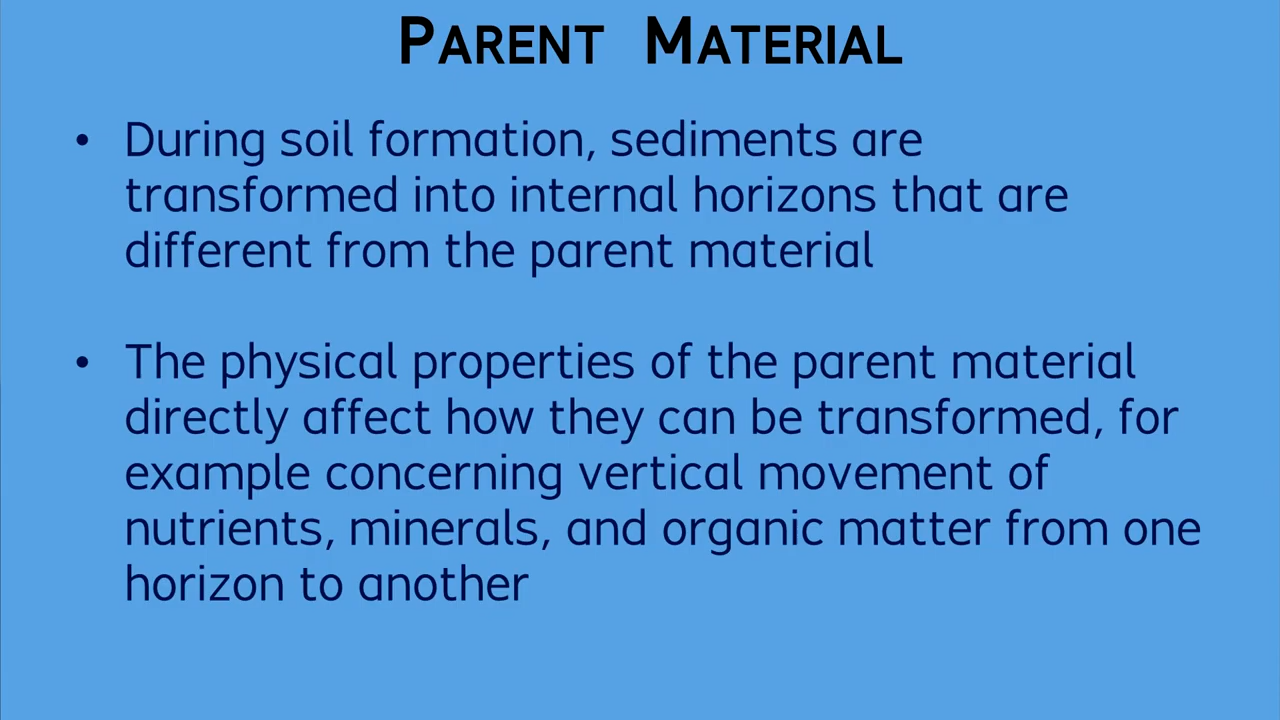 PARENT MATERIAL
• During soil formation, sediments are
transformed into internal horizons that are
different from the parent material
• The physical properties of the parent material
directly affect how they can be transformed, for
example concerning vertical movement of
nutrients, minerals, and organic matter from one
horizon to another